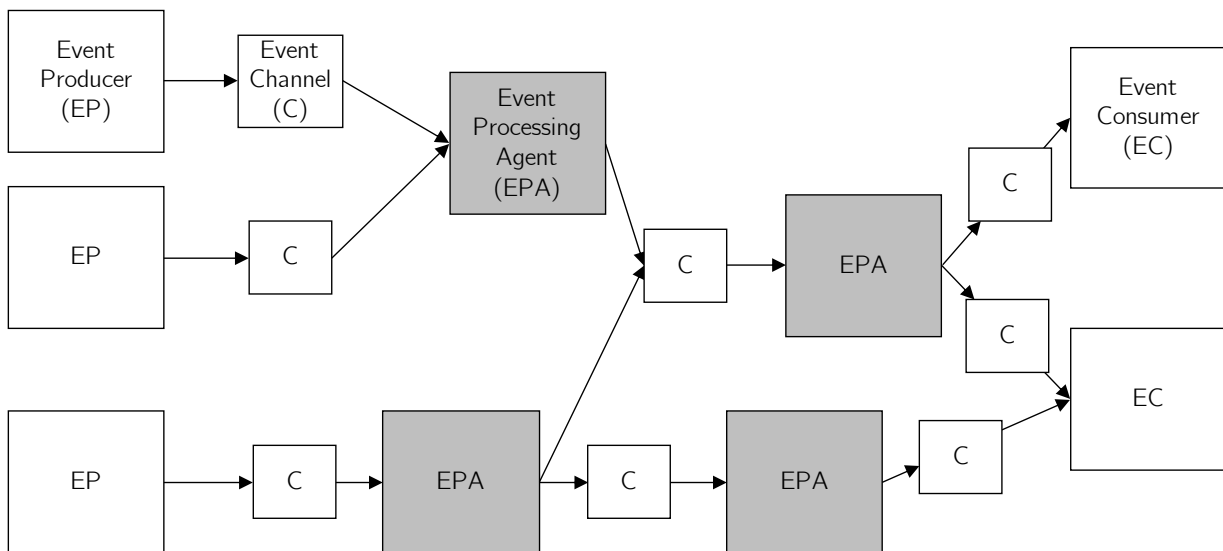 Event
Producer
(EP)
Event
Channel
(C)
Event
Processing
Agent
(EPA)
Event
Consumer
(EC)
C
EP
C
C
EPA
C
EC
EP
C
EPA
C
EPA
C